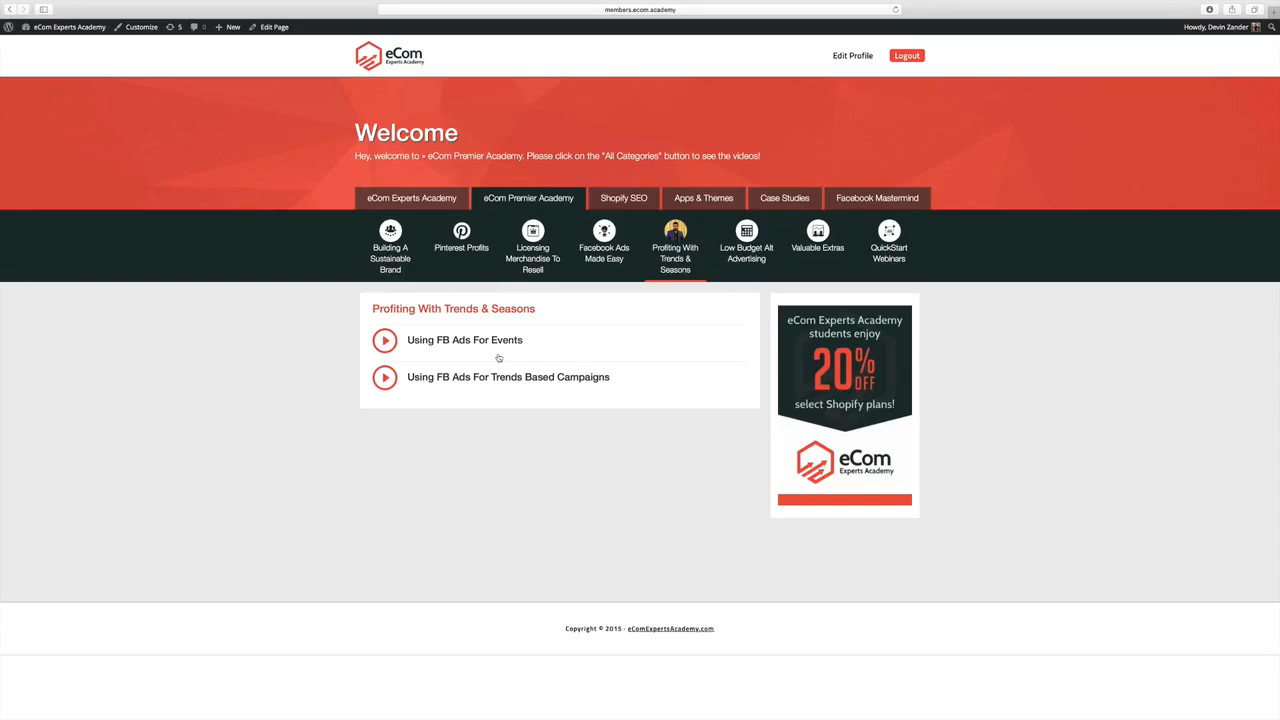 members.ecom.academy
eCom Experts Academy
Customize
5
0
New
Edit Page
Howdy, Devin Zander
eCom
Experts Academy
Edit Profile
Logout
Welcome
Hey, welcome to » eCom Premier Academy. Please click on the "All Categories" button to see the videos!
eCom Experts Academy
eCom Premier Academy
Shopify SEO
Apps & Themes
Case Studies
Facebook Mastermind
Building A
Sustainable
Brand
Pinterest Profits
Licensing
Merchandise To
Resell
Facebook Ads
Made Easy
Profiting With
Trends &
Seasons
Low Budget Alt
Advertising
Valuable Extras
QuickStart
Webinars
Profiting With Trends & Seasons
Using FB Ads For Events
Using FB Ads For Trends Based Campaigns
eCom Experts Academy
students enjoy
20%
OFF
select Shopify plans!
eCom
Experts Academy
Copyright © 2015 - eComExpertsAcademy.com